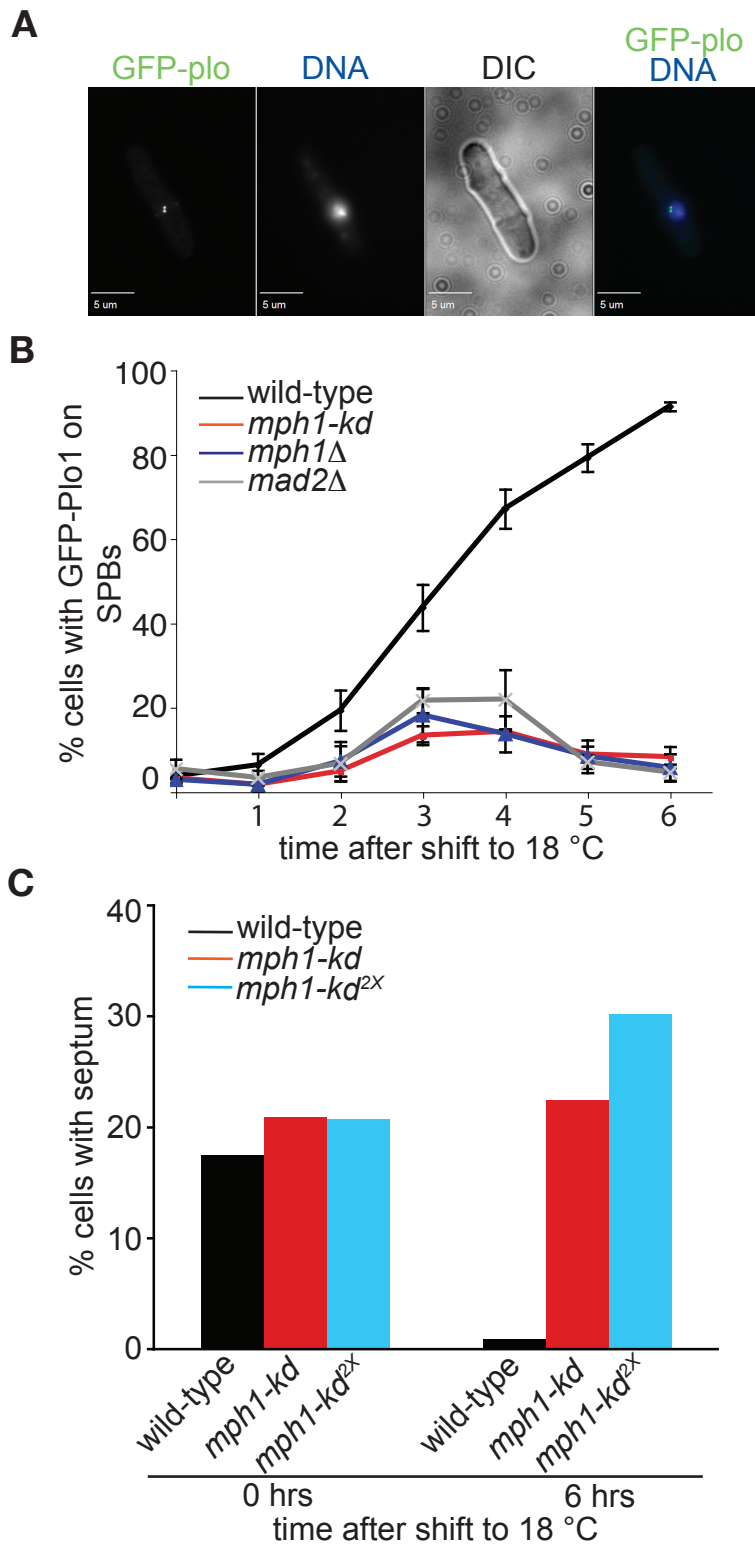 A
GFP-plo
DNA
DIC
GFP-plo
DNA
5 um
5 um
5 um
5 um
B
% cells with GFP-Plo1 on
SPBs
100
80
60
40
20
0
wild-type
mph1-kd
mph1Δ
mad2Δ
1 2 3 4 5 6
time after shift to 18 °C
C
% cells with septum
40
30
20
10
0
wild-type
mph1-kd
mph1-kd2X
wild-type
mph1-kd
mph1-kd2X
wild-type
mph1-kd
mph1-kd2X
0 hrs
6 hrs
time after shift to 18 °C